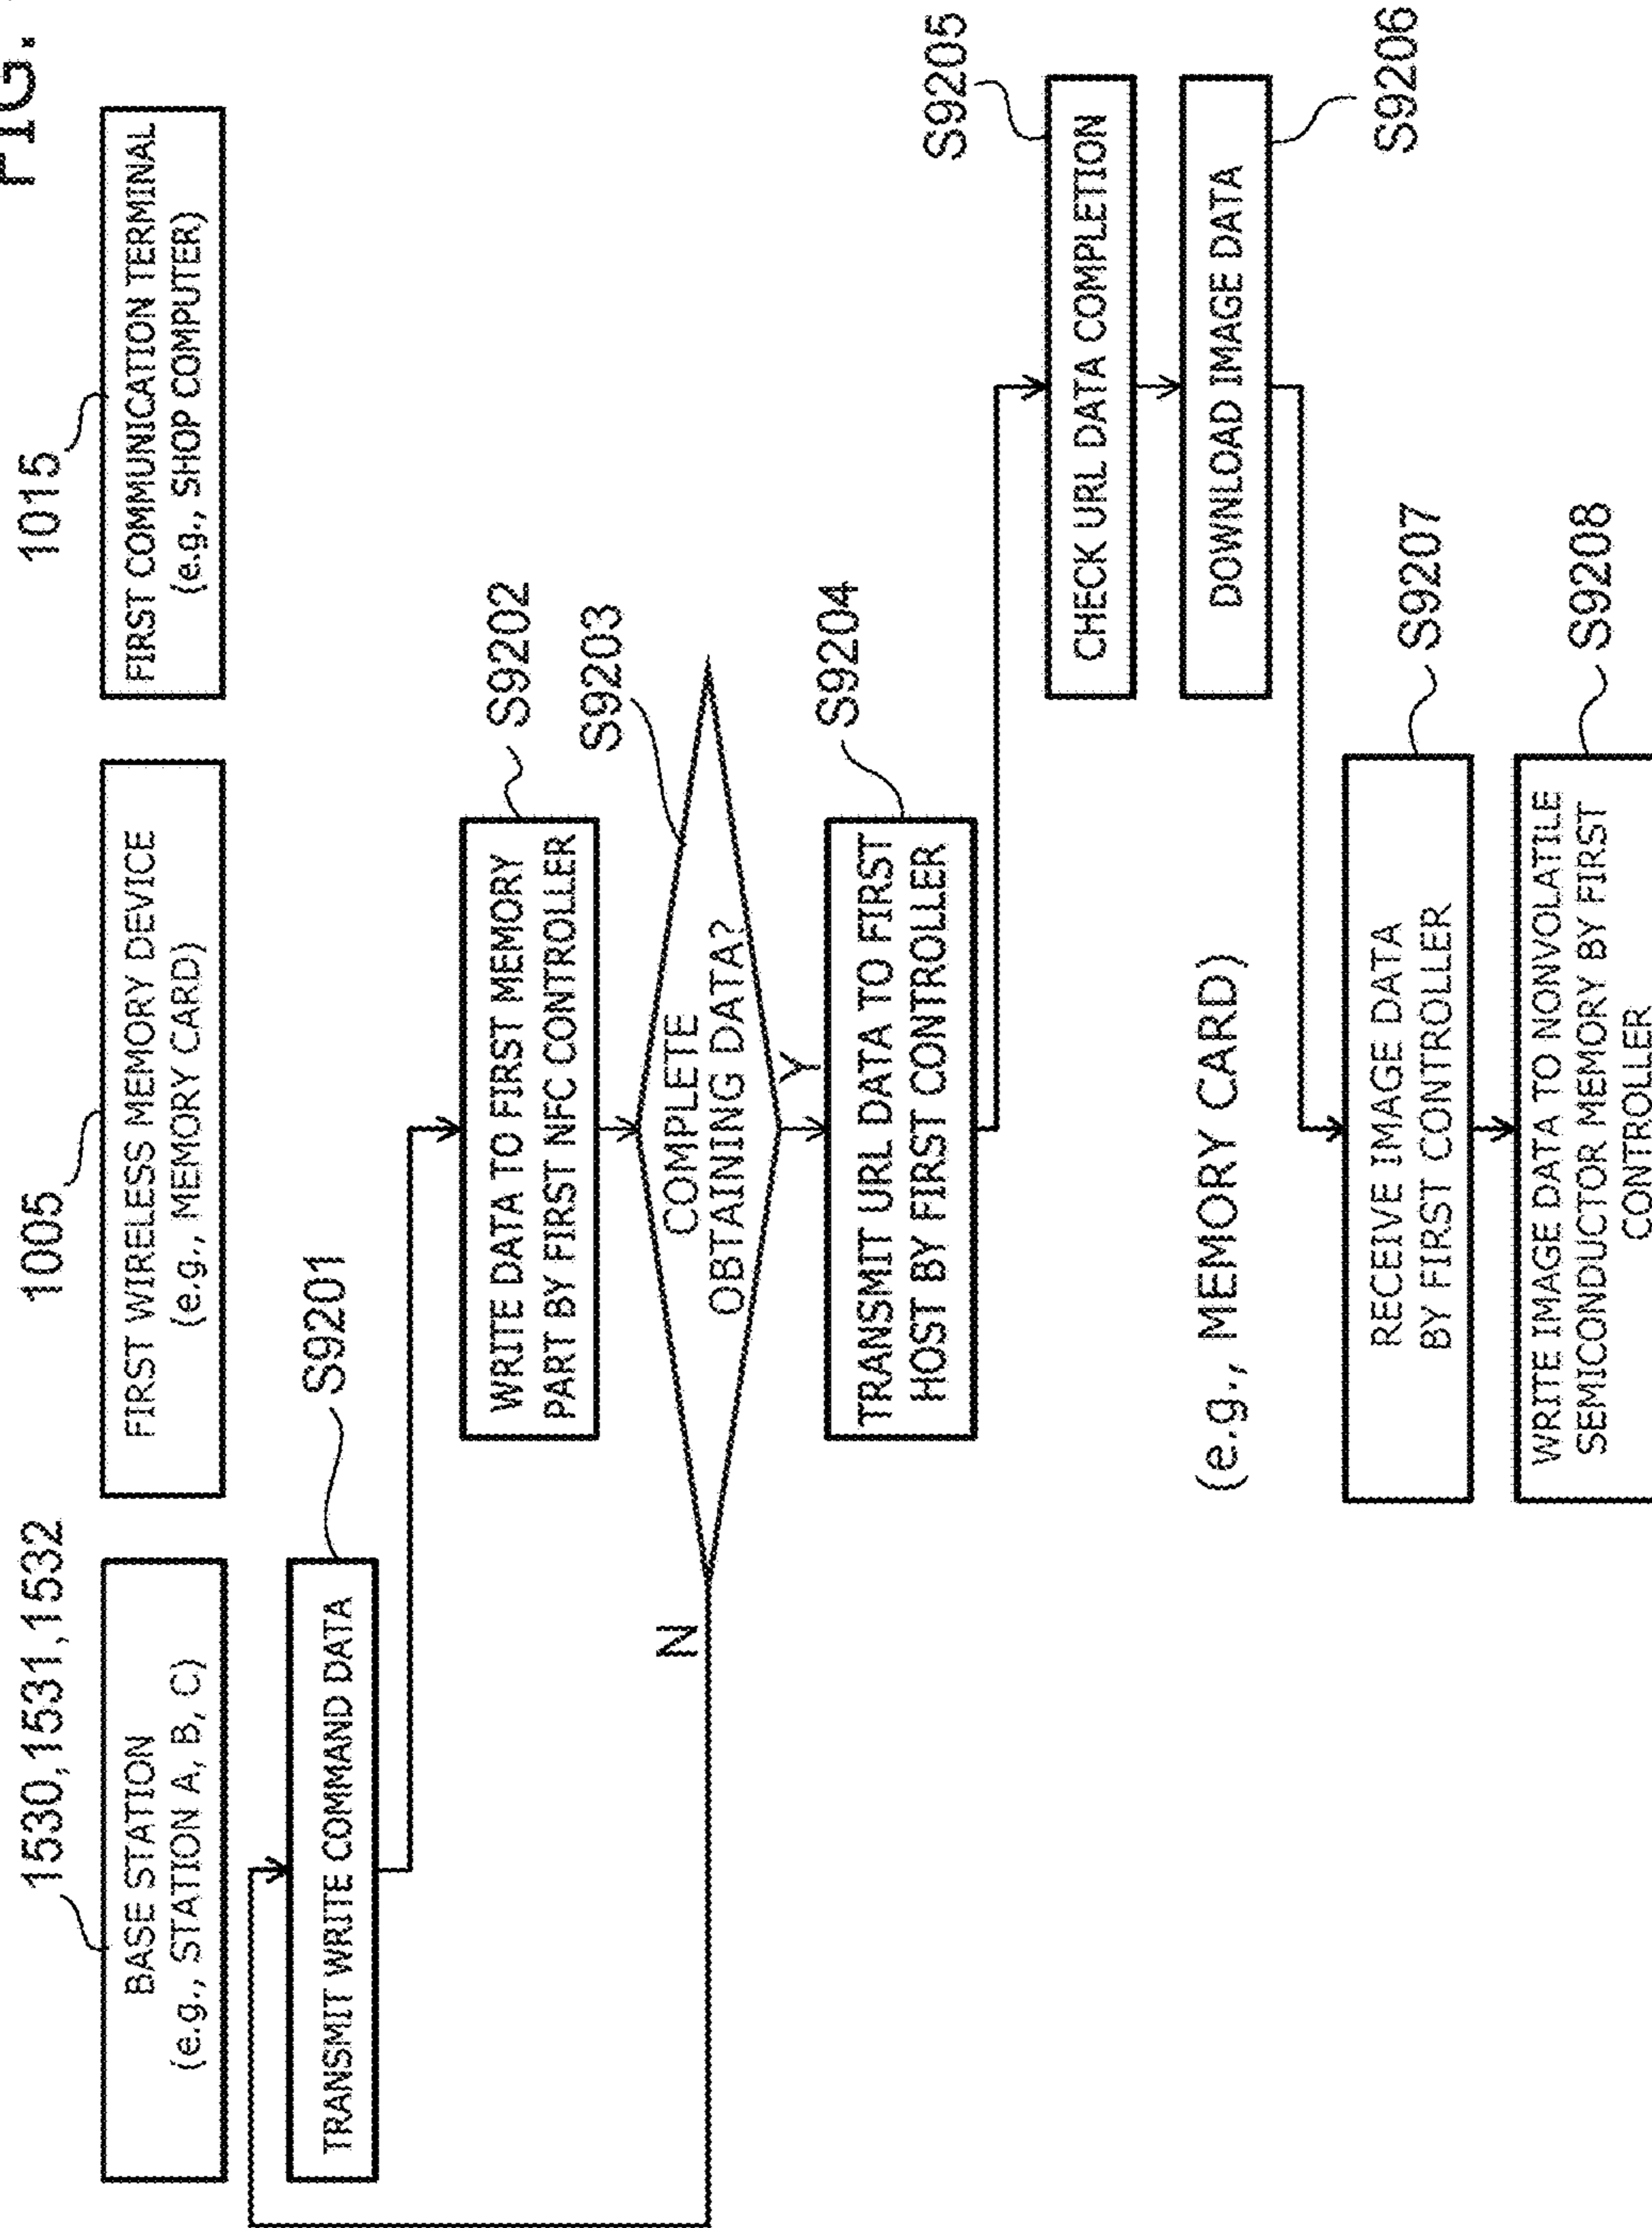 FIG.
1530,1531,1532
BASE STATION
(e.g., STATION A, B, C)
1005
FIRST WIRELESS MEMORY DEVICE
(e.g., MEMORY CARD)
1015
FIRST COMMUNICATION TERMINAL
(e.g., SHOP COMPUTER)
TRANSMIT WRITE COMMAND DATA
S9201
WRITE DATA TO FIRST MEMORY
PART BY FIRST NFC CONTROLLER
S9202
COMPLETE
OBTAINING DATA?
S9203
N
Y
TRANSMIT URL DATA TO FIRST
HOST BY FIRST CONTROLLER
S9204
CHECK URL DATA COMPLETION
S9205
DOWNLOAD IMAGE DATA
S9206
(e.g., MEMORY CARD)
RECEIVE IMAGE DATA
BY FIRST CONTROLLER
S9207
WRITE IMAGE DATA TO NONVOLATILE
SEMICONDUCTOR MEMORY BY FIRST
CONTROLLER
S9208